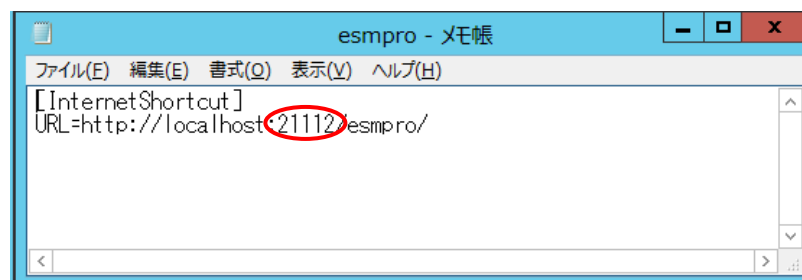 esmpro - メモ帳
ファイル(F) 編集(E) 書式(O) 表示(V) ヘルプ(H)
[InternetShortcut]
URL=http://localhost:21112/esmpro/